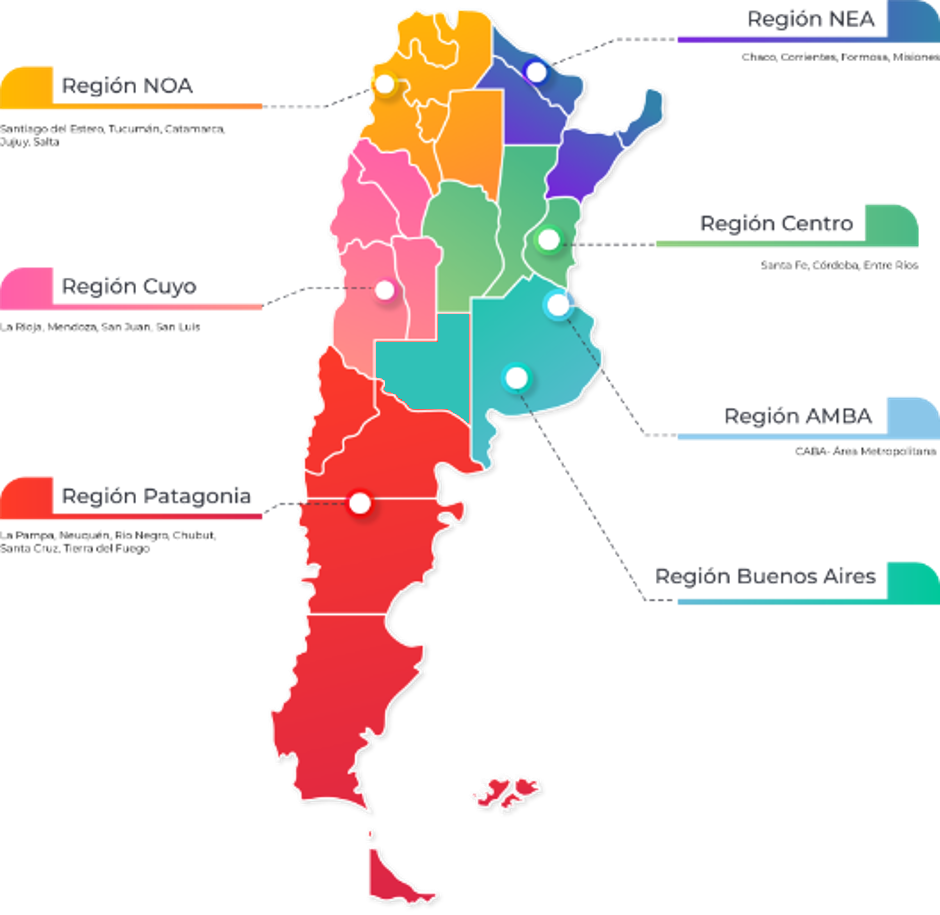 Región NEA
Chaco, Corrientes, Formosa, Misiones
Región NOA
Santiago del Estero, Tucumán, Catamarca,
Jujuy, Salta
Región Centro
Santa Fe, Córdoba, Entre Ríos
Región Cuyo
La Rioja, Mendoza, San Juan, San Luis
Región AMBA
CABA- Área Metropolitana
Región Patagonia
La Pampa, Neuquén, Río Negro, Chubut,
Santa Cruz, Tierra del Fuego
Región Buenos Aires